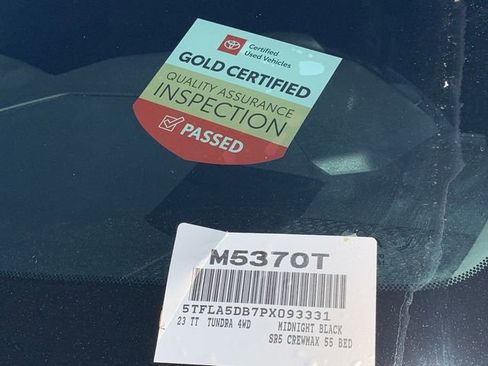 Certified
Used Vehicles
GOLD CERTIFIED
QUALITY ASSURANCE
INSPECTION
PASSED
M5370T
5TFLA5DB7PX093331
23 TT TUNDRA 4WD MIDNIGHT BLACK
SR5 CREWMAX 55 BED